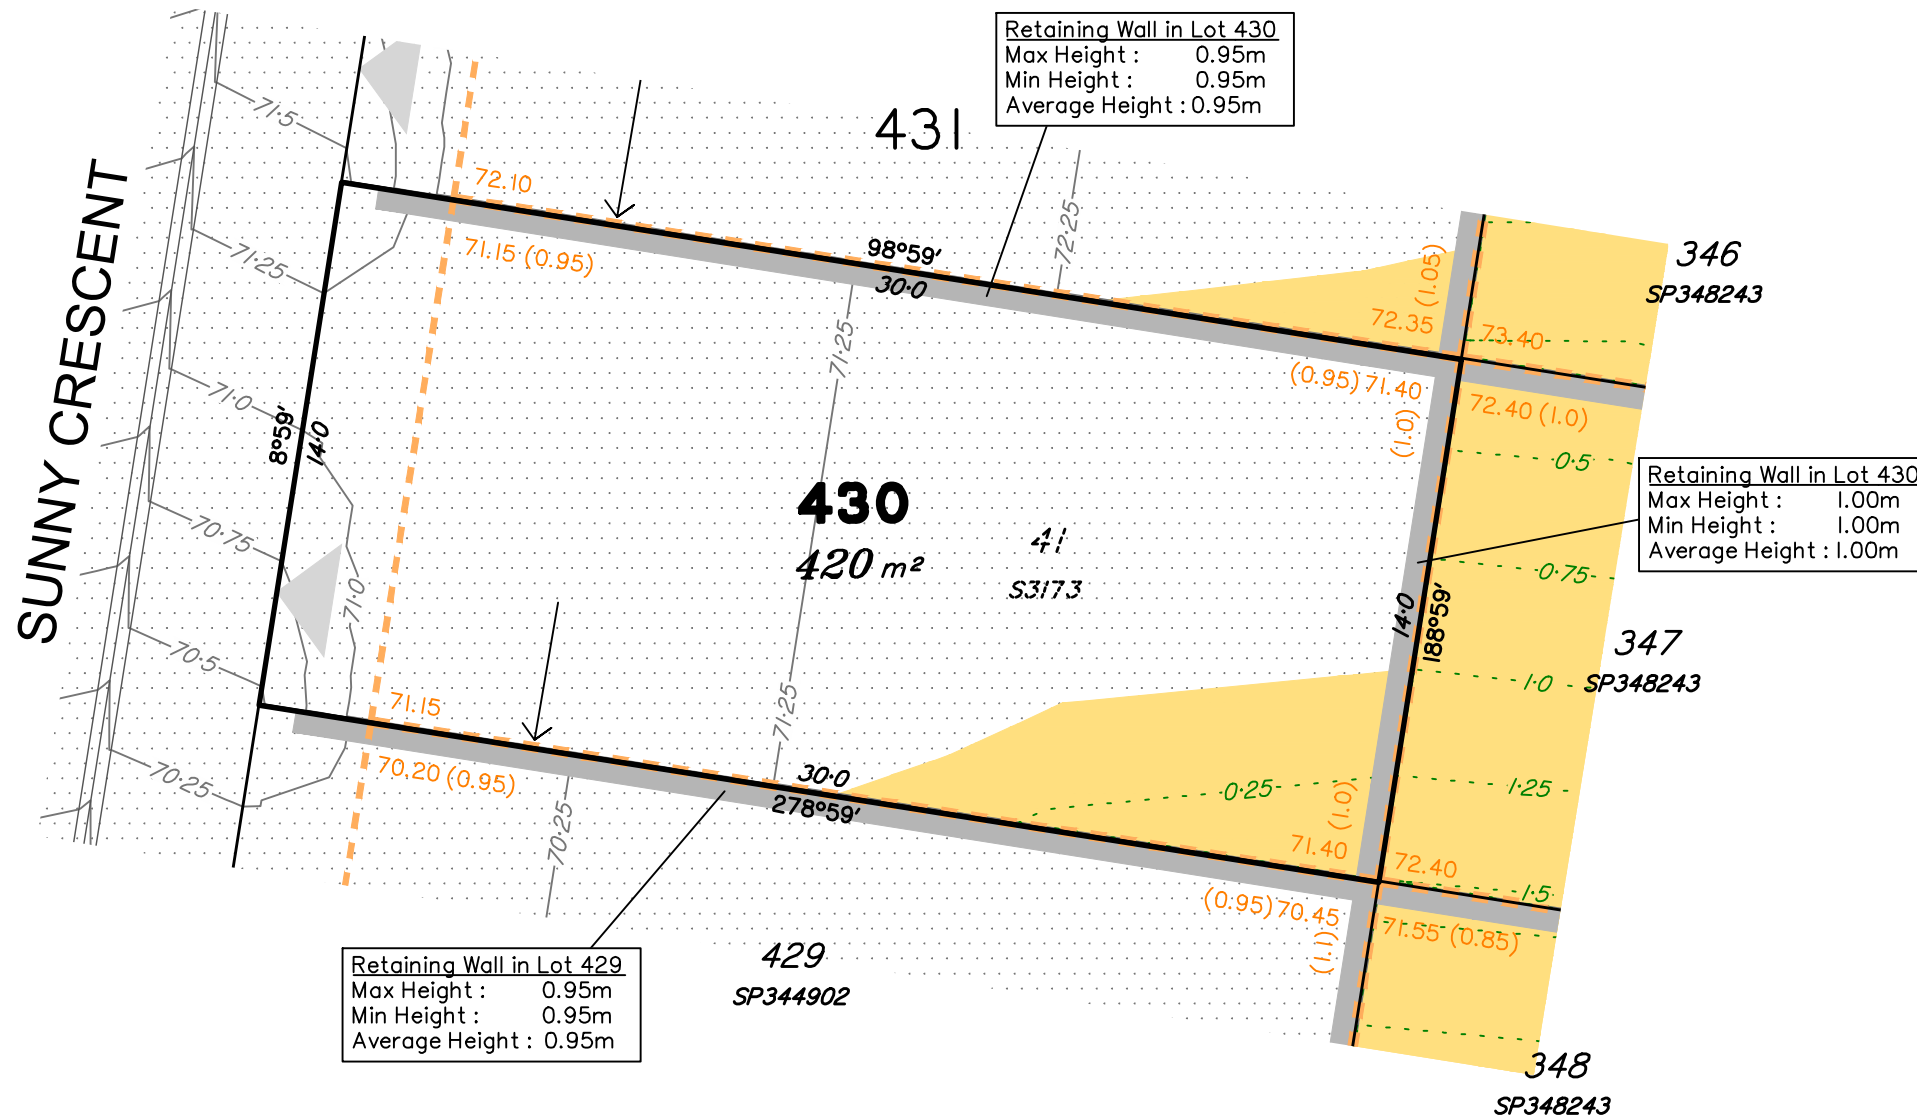 Retaining Wall in Lot 430
Max Height : 0.95m
Min Height : 0.95m
Average Height : 0.95m
71·5
431
72.10
72·25
SUNNY CRESCENT
71·25
71.15 (0.95)
98°59′
30·0
(1.05)
72.35
73.40
346
SP348243
71·25
71·0
(0.95) 71.40
(1.0)
72.40 (1.0)
8°59′
14·0
0·5
430
420 m²
41
S3173
Retaining Wall in Lot 430
Max Height : 1.00m
Min Height : 1.00m
Average Height : 1.00m
70·75
71·0
0·75
14·0
188°59′
347
SP348243
70·5
71·25
1·0
71.15
70.20 (0.95)
70·25
30·0
278°59′
0·25
1·25
(1.0)
71.40
72.40
1·5
70·25
(0.95) 70.45
(1.1)
71.55 (0.85)
429
SP344902
Retaining Wall in Lot 429
Max Height : 0.95m
Min Height : 0.95m
Average Height : 0.95m
348
SP348243